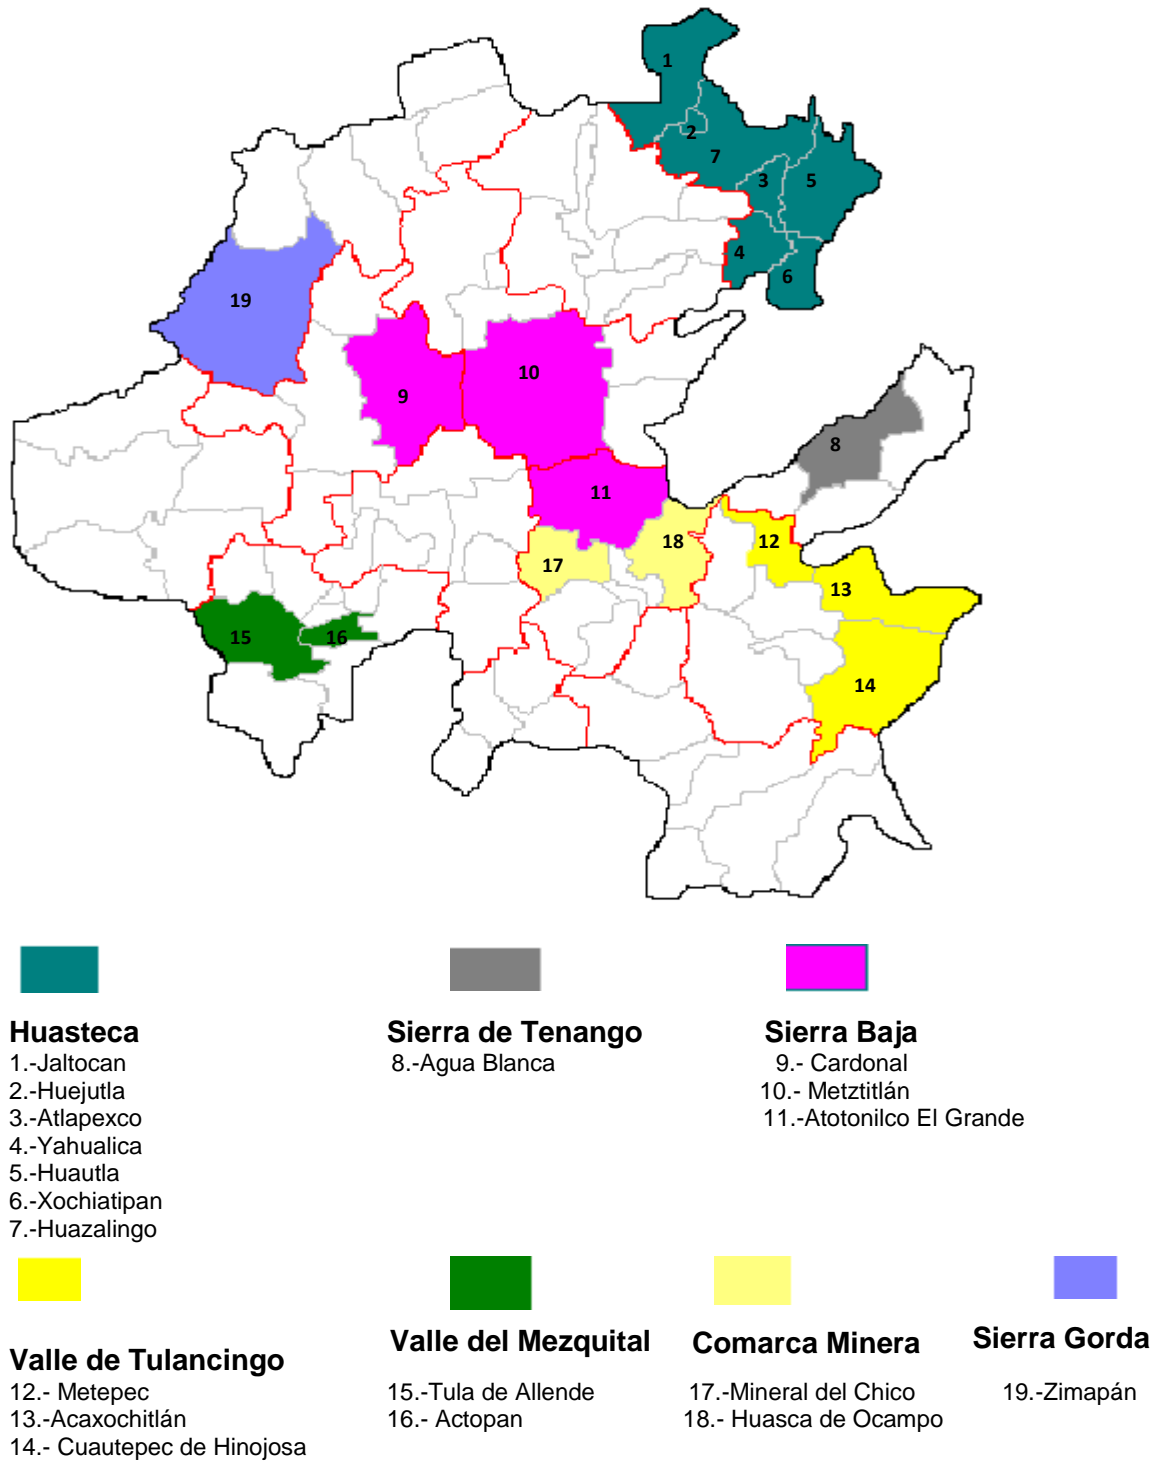 1
2
7
3
5
4
6
19
10
9
8
11
12
18
17
13
15
16
14
Huasteca
1.-Jaltocan
2.-Huejutla
3.-Atlapexco
4.-Yahualica
5.-Huautla
6.-Xochiatipan
7.-Huazalingo
Sierra de Tenango
8.-Agua Blanca
Sierra Baja
9.- Cardonal
10.- Metztitlán
11.-Atotonilco El Grande
Valle de Tulancingo
12.- Metepec
13.-Acaxochitlán
14.- Cuautepec de Hinojosa
Valle del Mezquital
15.-Tula de Allende
16.- Actopan
Comarca Minera
17.-Mineral del Chico
18.- Huasca de Ocampo
Sierra Gorda
19.-Zimapán